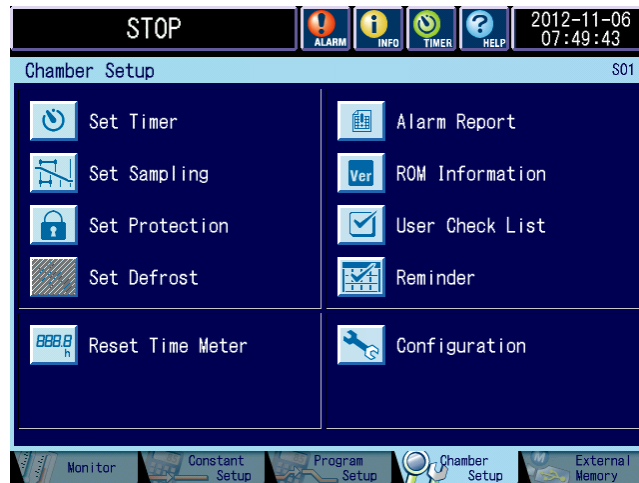 STOP
ALARM
INFO
TIMER
HELP
2012-11-06
07:49:43
Chamber Setup
S01
Set Timer
Set Sampling
Set Protection
Set Defrost
888.8
h
Reset Time Meter
Alarm Report
Ver
ROM Information
User Check List
Reminder
Configuration
Monitor
Constant
Setup
Program
Setup
Chamber
Setup
M
External
Memory